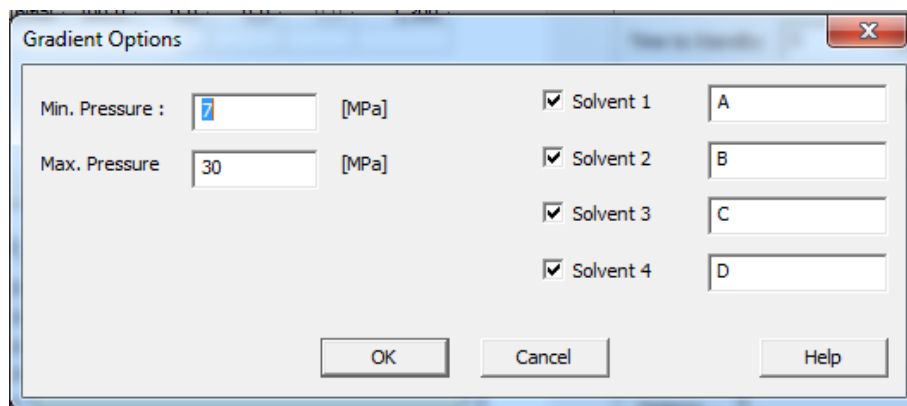 Gradient Options
Min. Pressure : 7 [MPa]
Max. Pressure 30 [MPa]
Solvent 1 A
Solvent 2 B
Solvent 3 C
Solvent 4 D
OK Cancel Help